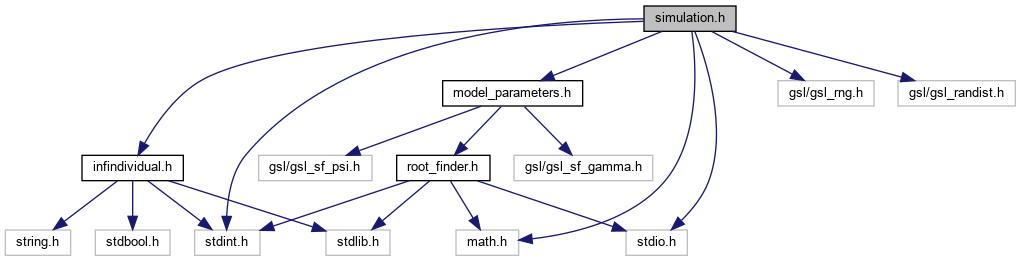 simulation.h
model_parameters.h
gsl/gsl_rng.h
gsl/gsl_randist.h
infindividual.h
gsl/gsl_sf_psi.h
root_finder.h
gsl/gsl_sf_gamma.h
string.h
stdbool.h
stdint.h
stdlib.h
math.h
stdio.h